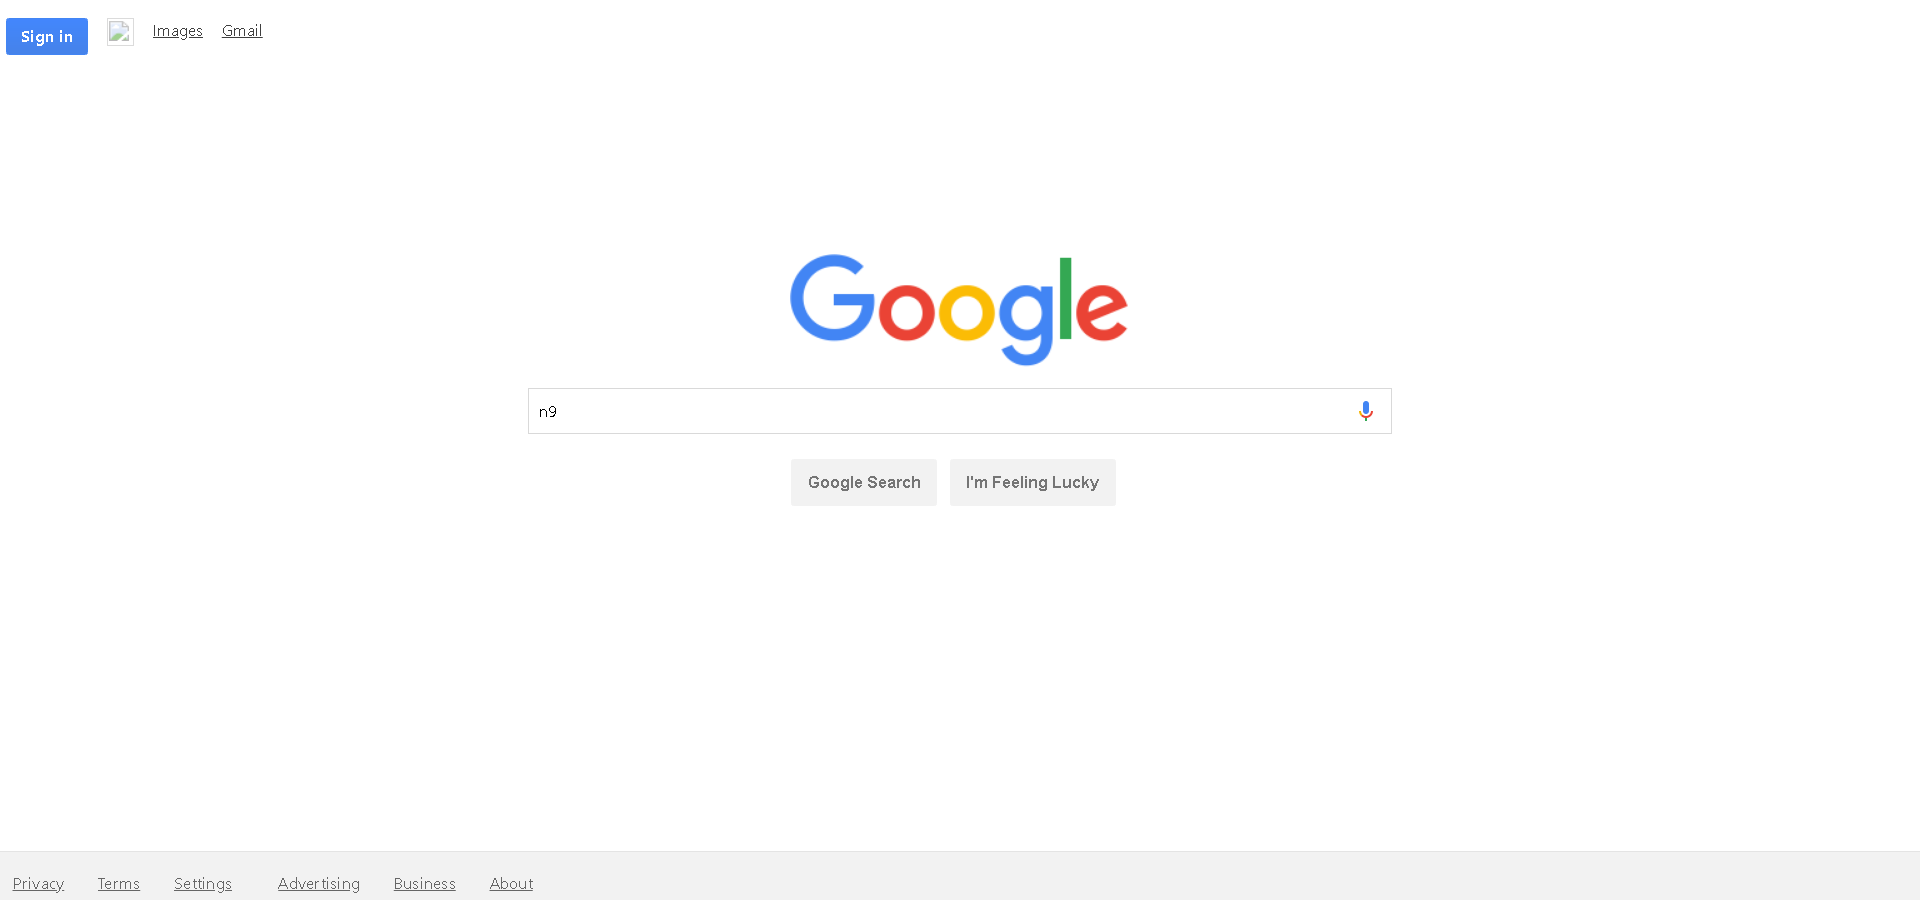 Sign in Images Gmail
Google
n9
Google Search I'm Feeling Lucky
Privacy Terms Settings Advertising Business About